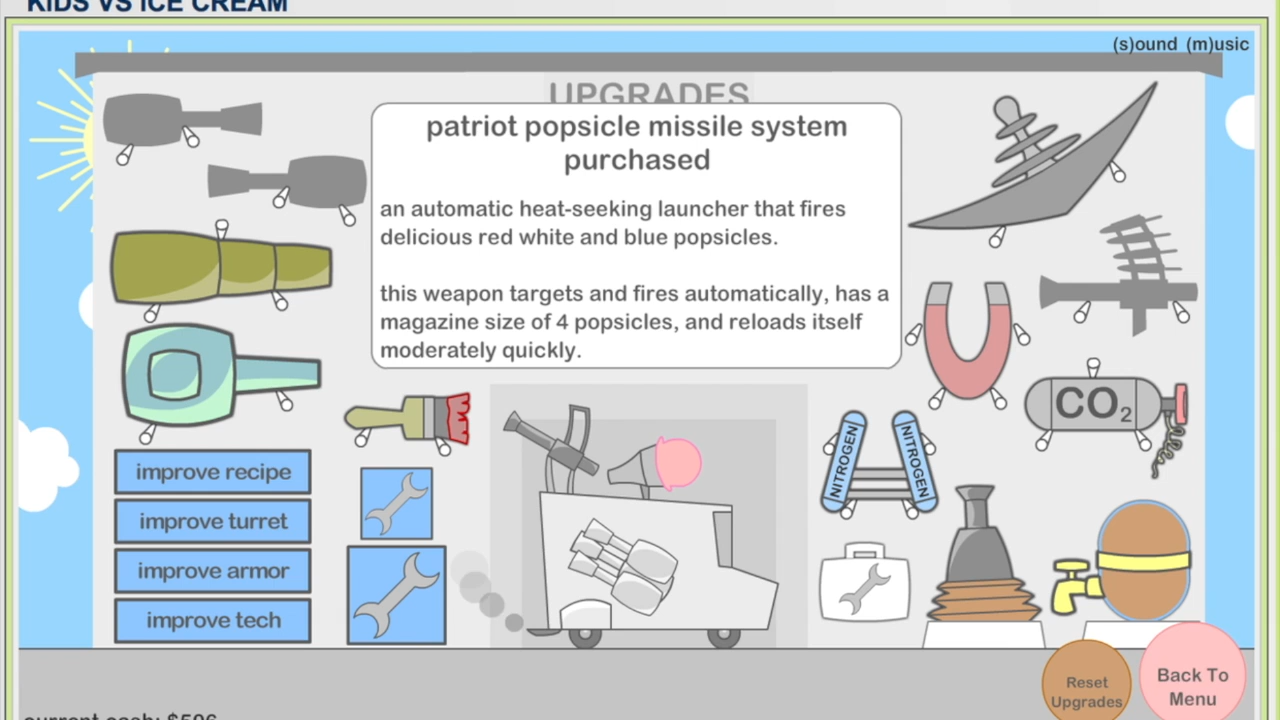 KIDS VS ICE CREAM
(s)ound (m)usic
UPGRADES
patriot popsicle missile system
purchased
an automatic heat-seeking launcher that fires
delicious red white and blue popsicles.
this weapon targets and fires automatically, has a
magazine size of 4 popsicles, and reloads itself
moderately quickly.
CO2
NITROGEN
NITROGEN
improve recipe
improve turret
improve armor
improve tech
Reset
Upgrades
Back To
Menu
current cash: $506